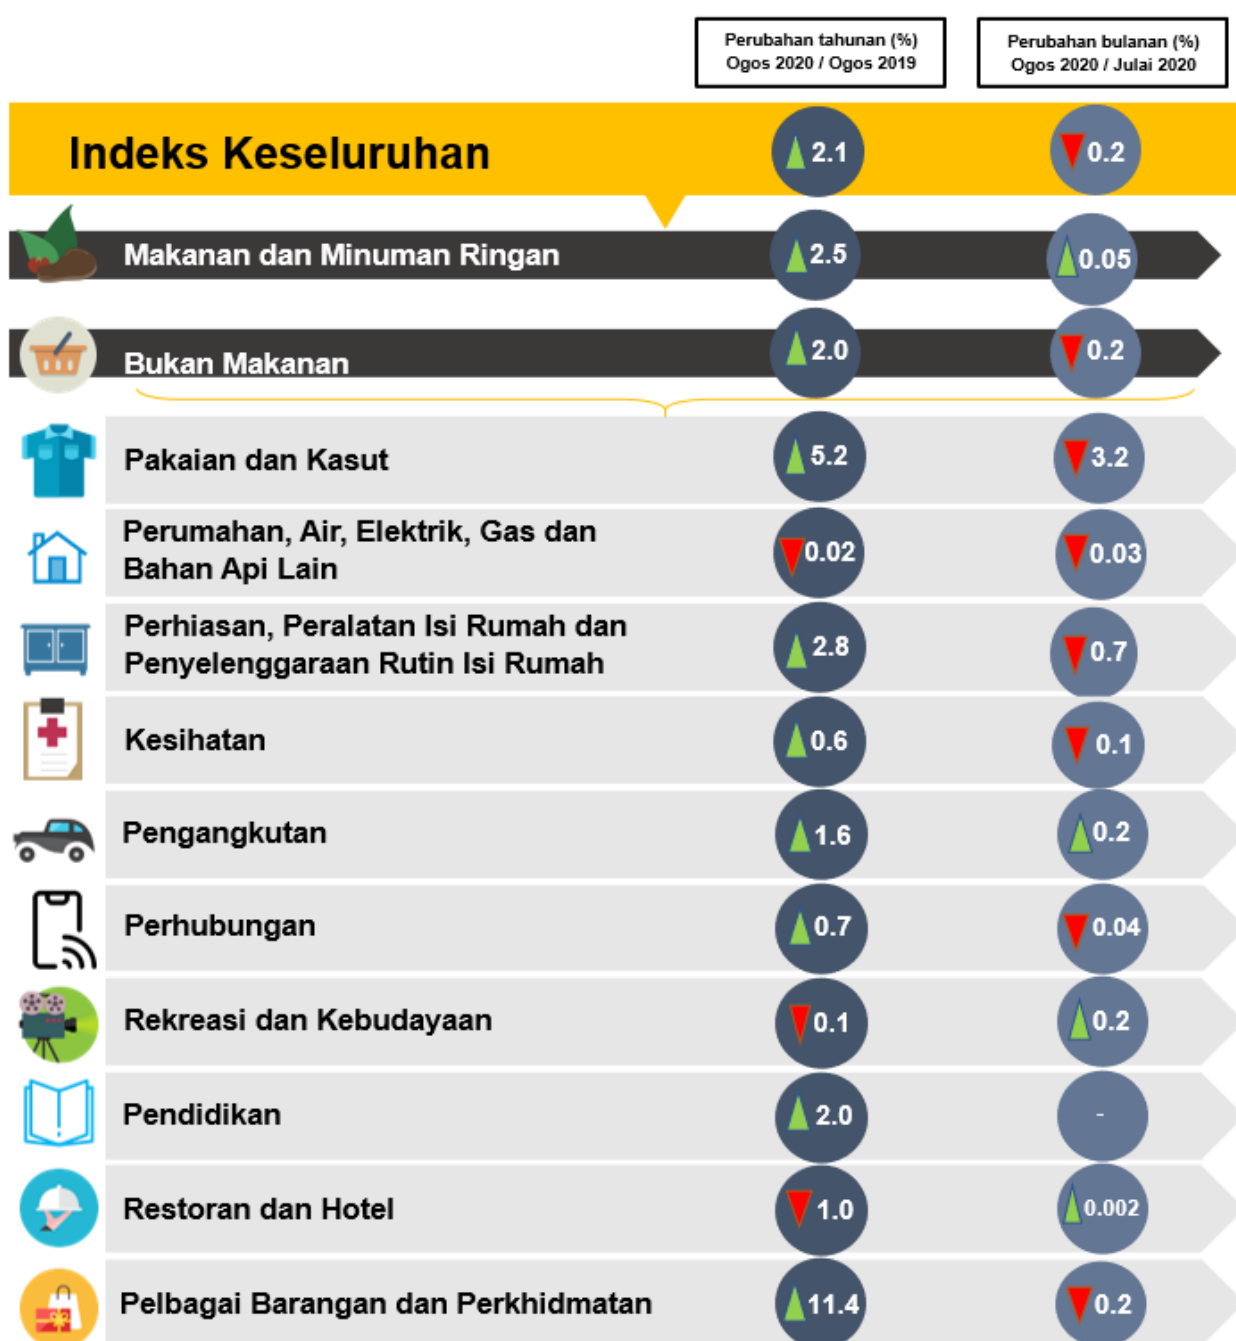 Perubahan tahunan (%)
Ogos 2020 / Ogos 2019
Perubahan bulanan (%)
Ogos 2020 / Julai 2020
Indeks Keseluruhan 2.1 0.2
Makanan dan Minuman Ringan 2.5 0.05
Bukan Makanan 2.0 0.2
Pakaian dan Kasut 5.2 3.2
Perumahan, Air, Elektrik, Gas dan
Bahan Api Lain 0.02 0.03
Perhiasan, Peralatan Isi Rumah dan
Penyelenggaraan Rutin Isi Rumah 2.8 0.7
Kesihatan 0.6 0.1
Pengangkutan 1.6 0.2
Perhubungan 0.7 0.04
Rekreasi dan Kebudayaan 0.1 0.2
Pendidikan 2.0 -
Restoran dan Hotel 1.0 0.002
Pelbagai Barangan dan Perkhidmatan 11.4 0.2